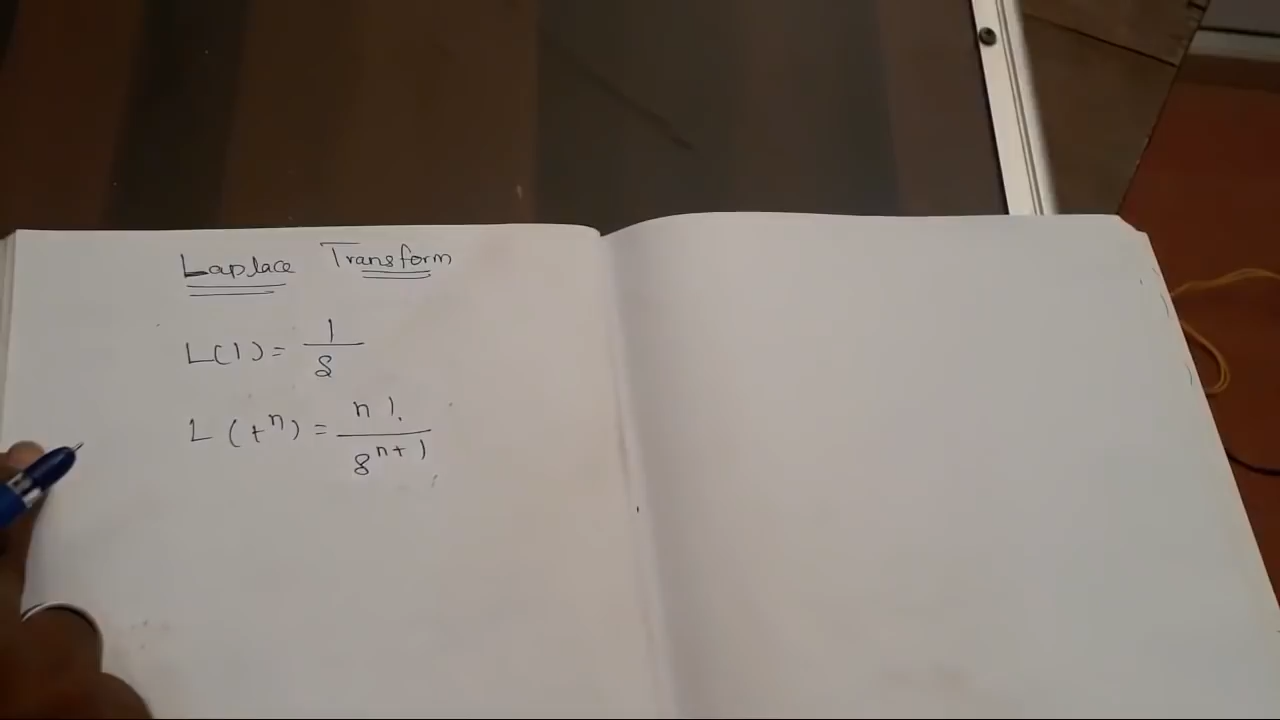 Laplace Transform
L(1) = 1/s
L(t^n) = n!/s^(n+1)